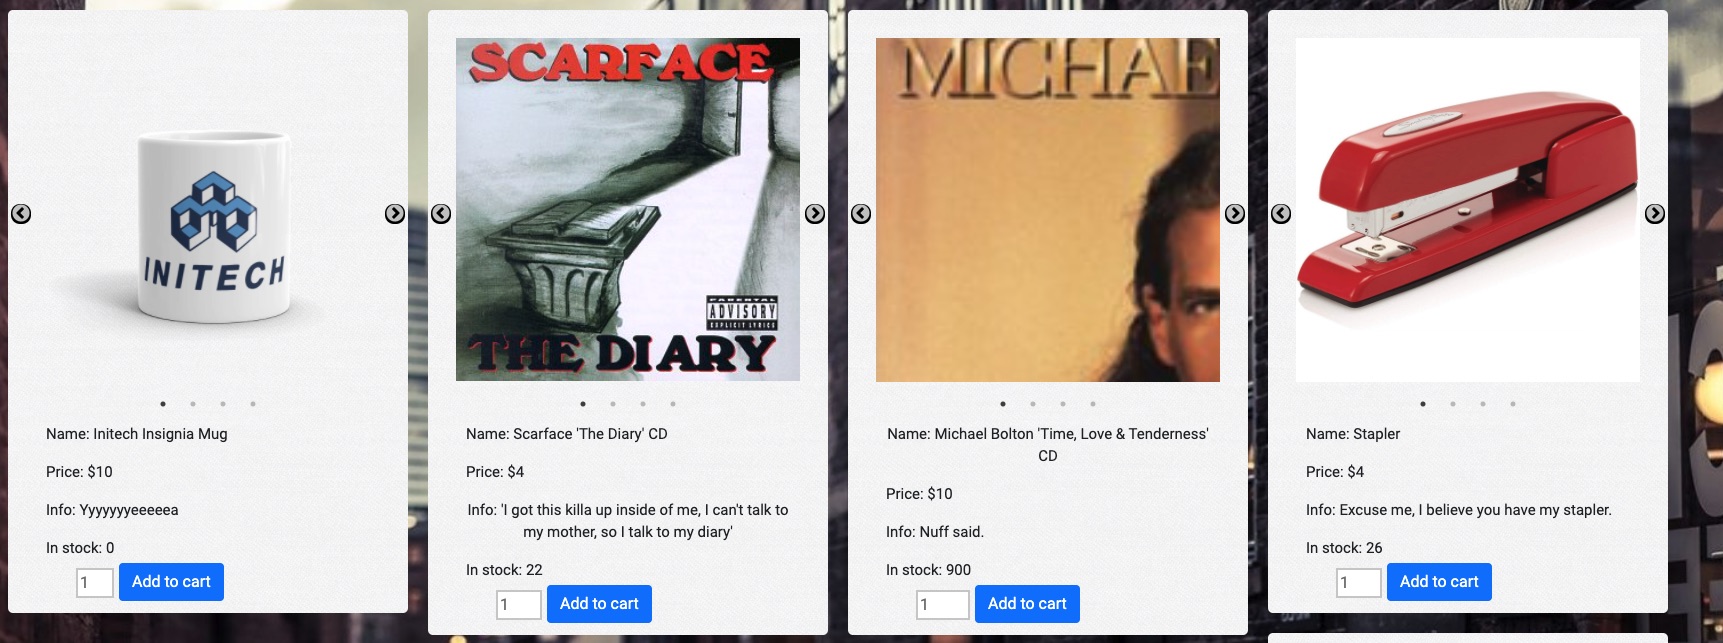 INITECH
Name: Initech Insignia Mug
Price: $10
Info: Yyyyyyyeeeeea
In stock: 0
1
Add to cart
SCARFACE
PARENTAL
ADVISORY
EXPLICIT LYRICS
THE DIARY
Name: Scarface 'The Diary' CD
Price: $4
Info: 'I got this killa up inside of me, I can't talk to
my mother, so I talk to my diary'
In stock: 22
1
Add to cart
MICHAE
Name: Michael Bolton 'Time, Love & Tenderness'
CD
Price: $10
Info: Nuff said.
In stock: 900
1
Add to cart
Name: Stapler
Price: $4
Info: Excuse me, I believe you have my stapler.
In stock: 26
1
Add to cart